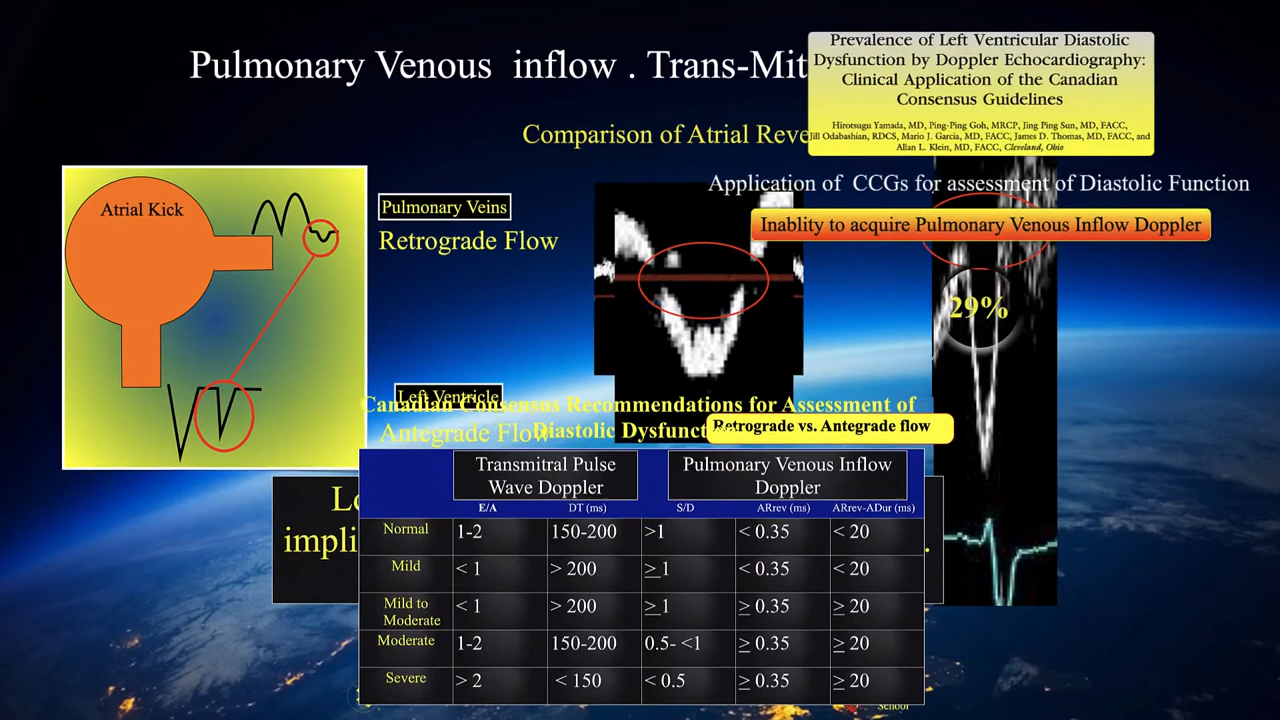 Pulmonary Venous inflow . Trans-Mit
Prevalence of Left Ventricular Diastolic
Dysfunction by Doppler Echocardiography:
Clinical Application of the Canadian
Consensus Guidelines
Hirotsugu Yamada, MD, Ping-Ping Goh, MRCP, Jing Ping Sun, MD, FACC,
Jill Odabashian, RDCS, Mario J. Garcia, MD, FACC, James D. Thomas, MD, FACC, and
Allan L. Klein, MD, FACC, Cleveland, Ohio
Comparison of Atrial Reve
Application of CCGs for assessment of Diastolic Function
Inablity to acquire Pulmonary Venous Inflow Doppler
29%
Atrial Kick
Pulmonary Veins
Retrograde Flow
Left Ventricle
Antegrade Flow
Canadian Consensus Recommendations for Assessment of
Diastolic Dysfunct
Retrograde vs. Antegrade flow
Lo
impli
.
Transmitral Pulse
Wave Doppler
Pulmonary Venous Inflow
Doppler
E/A DT (ms) S/D ARrev (ms) ARrev-ADur (ms)
Normal 1-2 150-200 >1 < 0.35 < 20
Mild < 1 > 200 ≥ 1 < 0.35 < 20
Mild to
Moderate < 1 > 200 ≥ 1 ≥ 0.35 ≥ 20
Moderate 1-2 150-200 0.5- <1 ≥ 0.35 ≥ 20
Severe > 2 < 150 < 0.5 ≥ 0.35 ≥ 20
School